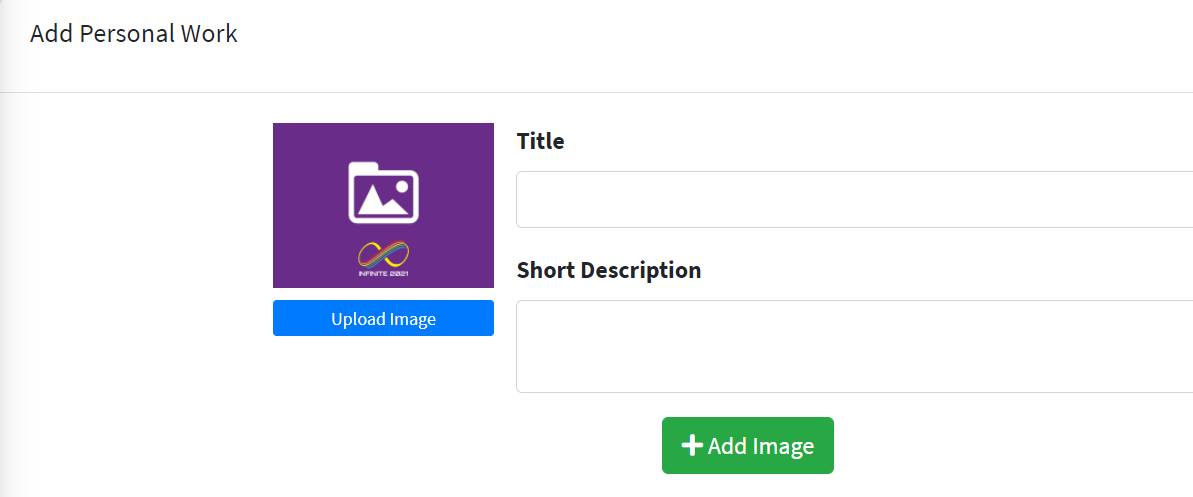 Add Personal Work
Title
INFINITE 2021
Short Description
Upload Image
Add Image